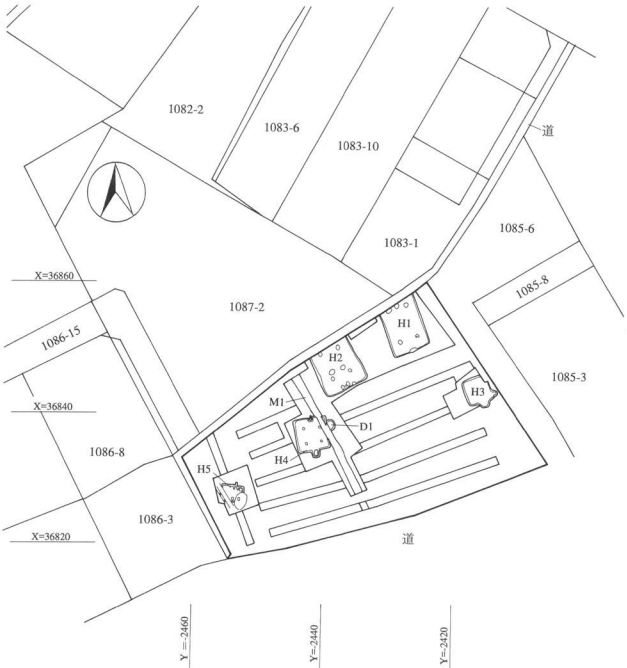 1082-2
1083-6
1083-10
道
1083-1
1085-6
X=36860
1085-8
1087-2
1086-15
H1
H2
1085-3
H3
X=36840
M1
D1
1086-8
H4
H5
1086-3
X=36820
道
Y=-2460
Y=-2440
Y=-2420